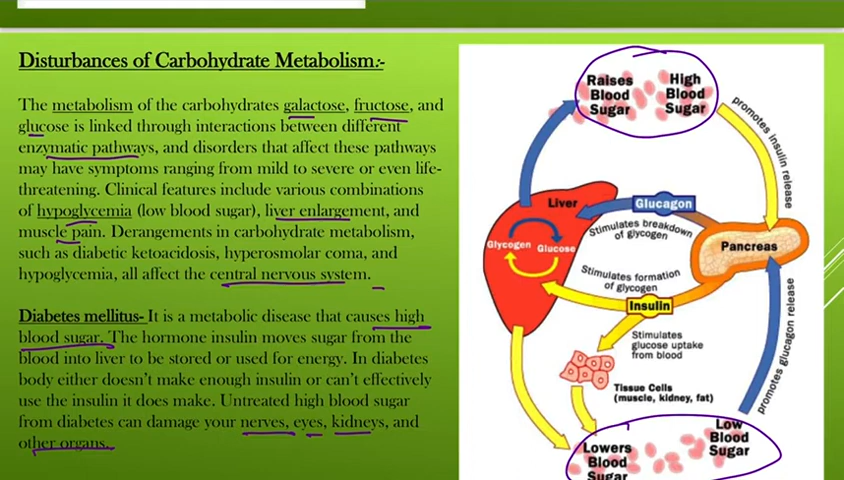 Disturbances of Carbohydrate Metabolism:-
The metabolism of the carbohydrates galactose, fructose, and
glucose is linked through interactions between different
enzymatic pathways, and disorders that affect these pathways
may have symptoms ranging from mild to severe or even life-
threatening. Clinical features include various combinations
of hypoglycemia (low blood sugar), liver enlargement, and
muscle pain. Derangements in carbohydrate metabolism,
such as diabetic ketoacidosis, hyperosmolar coma, and
hypoglycemia, all affect the central nervous system.
Diabetes mellitus- It is a metabolic disease that causes high
blood sugar. The hormone insulin moves sugar from the
blood into liver to be stored or used for energy. In diabetes
body either doesn't make enough insulin or can't effectively
use the insulin it does make. Untreated high blood sugar
from diabetes can damage your nerves, eyes, kidneys, and
other organs.
Raises
Blood
Sugar
High
Blood
Sugar
promotes insulin
release
Liver
Glucagon
Stimulates breakdown
of glycogen
Glycogen
Glucose
Pancreas
Stimulates formation
of glycogen
Insulin
Stimulates
glucose uptake
from blood
Tissue Cells
(muscle, kidney, fat)
promotes glucagon release
Lowers
Blood
Sugar
Low
Blood
Sugar